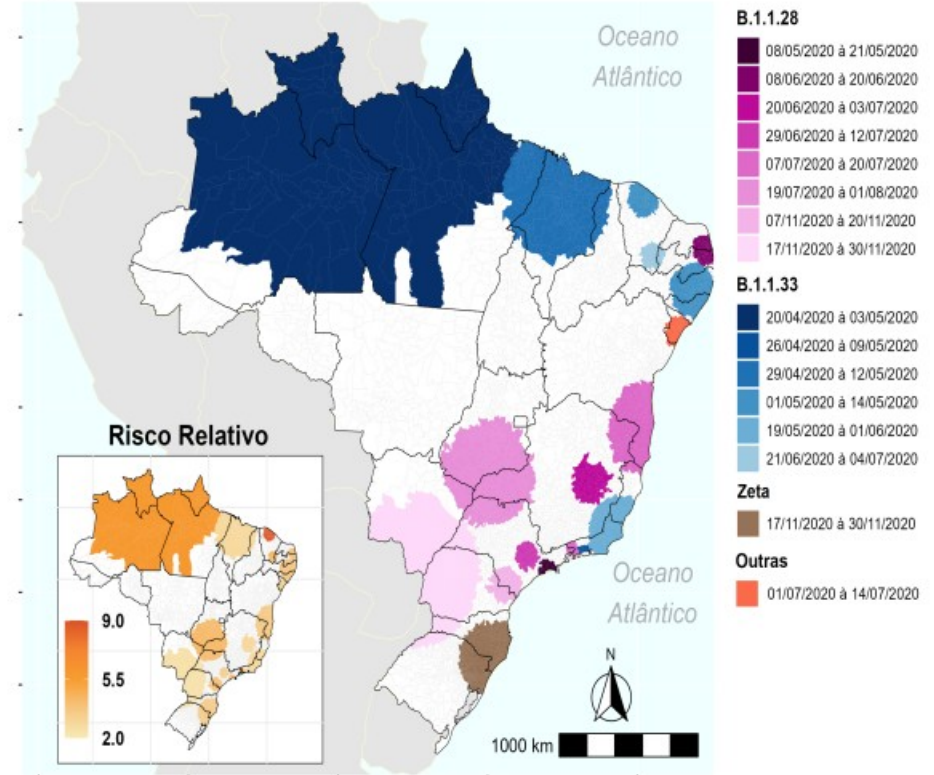 Oceano
Atlântico
Risco Relativo
9.0
5.5
2.0
Oceano
Atlântico
N
1000 km
B.1.1.28
08/05/2020 à 21/05/2020
08/06/2020 à 20/06/2020
20/06/2020 à 03/07/2020
29/06/2020 à 12/07/2020
07/07/2020 à 20/07/2020
19/07/2020 à 01/08/2020
07/11/2020 à 20/11/2020
17/11/2020 à 30/11/2020
B.1.1.33
20/04/2020 à 03/05/2020
26/04/2020 à 09/05/2020
29/04/2020 à 12/05/2020
01/05/2020 à 14/05/2020
19/05/2020 à 01/06/2020
21/06/2020 à 04/07/2020
Zeta
17/11/2020 à 30/11/2020
Outras
01/07/2020 à 14/07/2020